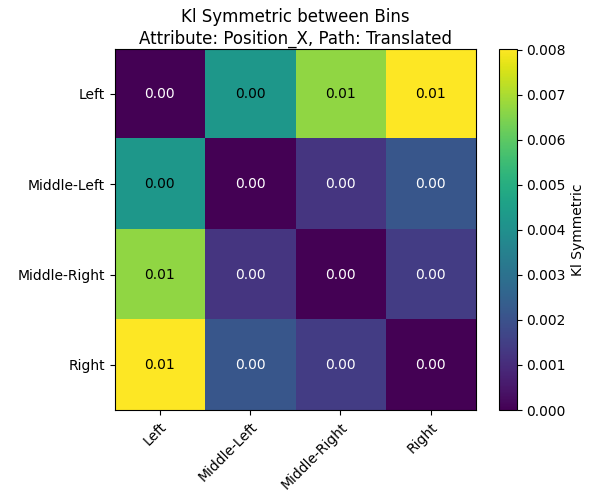 Kl Symmetric between Bins
Attribute: Position_X, Path: Translated
Left 0.00 0.00 0.01 0.01
Middle-Left 0.00 0.00 0.00 0.00
Middle-Right 0.01 0.00 0.00 0.00
Right 0.01 0.00 0.00 0.00
Left Middle-Left Middle-Right Right
0.008
0.007
0.006
0.005
0.004
0.003
0.002
0.001
0.000
Kl Symmetric